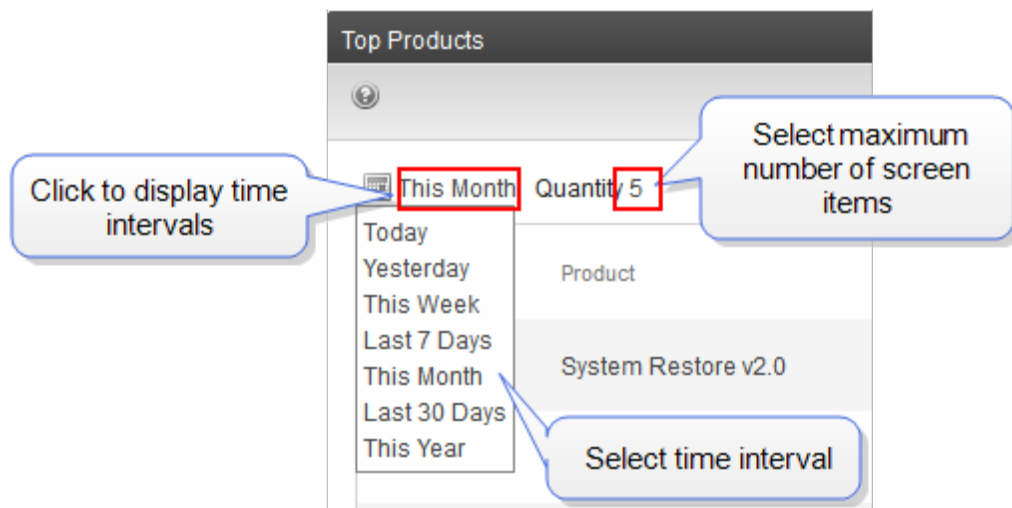 Top Products
Select maximum
number of screen
items
Click to display time
intervals
This Month Quantity 5
Today
Yesterday
This Week
Last 7 Days
This Month
Last 30 Days
This Year
Product
System Restore v2.0
Select time interval